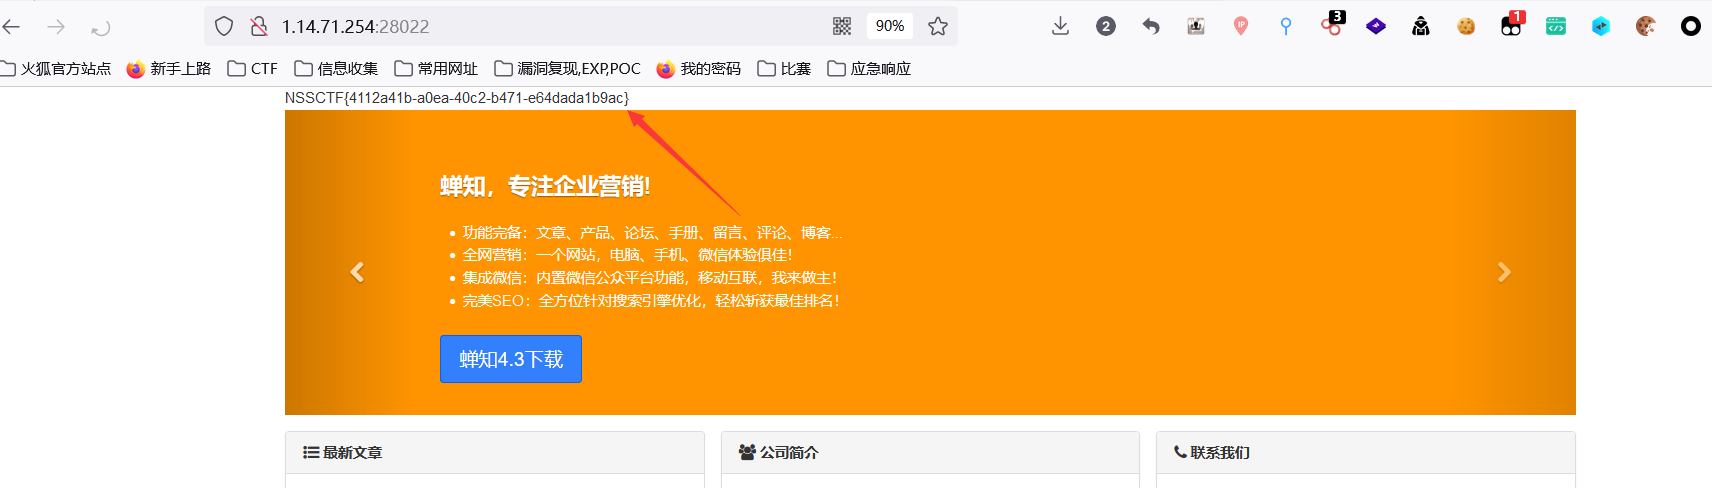 1.14.71.254:28022
90%
2
3
1
火狐官方站点 新手上路 CTF 信息收集 常用网址 漏洞复现,EXP,POC 我的密码 比赛 应急响应
NSSCTF{4112a41b-a0ea-40c2-b471-e64dada1b9ac}
蝉知，专注企业营销!
功能完备：文章、产品、论坛、手册、留言、评论、博客...
全网营销：一个网站，电脑、手机、微信体验俱佳！
集成微信：内置微信公众平台功能，移动互联，我来做主！
完美SEO：全方位针对搜索引擎优化，轻松斩获最佳排名！
蝉知4.3下载
最新文章
公司简介
联系我们